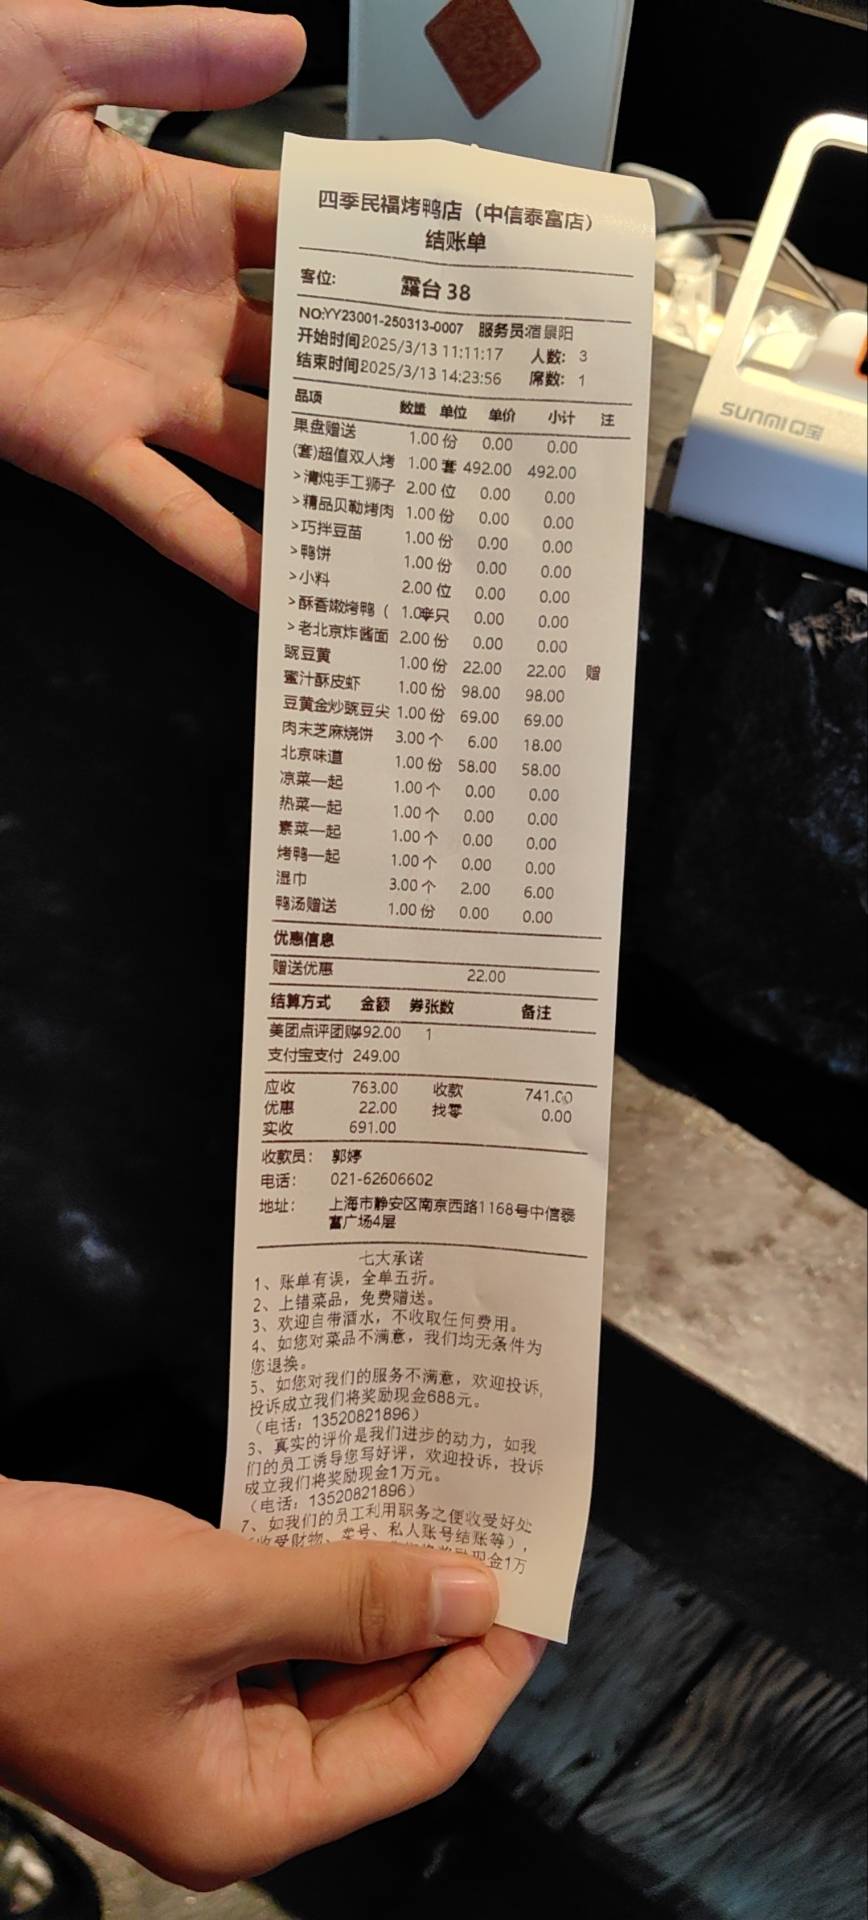 四季民福烤鸭店（中信泰富店）
结账单
客位: 露台 38
NO:YY23001-250313-0007 服务员:宿景阳
开始时间2025/3/13 11:11:17 人数: 3
结束时间2025/3/13 14:23:56 席数: 1
品项 数量 单位 单价 小计 注
果盘赠送 1.00 份 0.00 0.00
(套)超值双人烤 1.00 套 492.00 492.00
>清炖手工狮子 2.00 位 0.00 0.00
>精品贝勒烤肉 1.00 份 0.00 0.00
>巧拌豆苗 1.00 份 0.00 0.00
>鸭饼 1.00 份 0.00 0.00
>小料 2.00 位 0.00 0.00
>酥香嫩烤鸭（ 1.0 只 0.00 0.00
>老北京炸酱面 2.00 份 0.00 0.00
豌豆黄 1.00 份 22.00 22.00 赠
蜜汁酥皮虾 1.00 份 98.00 98.00
豆黄金炒豌豆尖 1.00 份 69.00 69.00
肉末芝麻烧饼 3.00 个 6.00 18.00
北京味道 1.00 份 58.00 58.00
凉菜一起 1.00 个 0.00 0.00
热菜一起 1.00 个 0.00 0.00
素菜一起 1.00 个 0.00 0.00
烤鸭一起 1.00 个 0.00 0.00
湿巾 3.00 个 2.00 6.00
鸭汤赠送 1.00 份 0.00 0.00
优惠信息
赠送优惠 22.00
结算方式 金额 券张数 备注
美团点评团购492.00 1
支付宝支付 249.00
应收 763.00 收款 741.00
优惠 22.00 找零 0.00
实收 691.00
收款员: 郭婷
电话: 021-62606602
地址: 上海市静安区南京西路1168号中信泰
富广场4层
七大承诺
1、账单有误，全单五折。
2、上错菜品，免费赠送。
3、欢迎自带酒水，不收取任何费用。
4、如您对菜品不满意，我们均无条件为
您退换。
5、如您对我们的服务不满意，欢迎投诉,
投诉成立我们将奖励现金688元。
（电话：13520821896）
3、真实的评价是我们进步的动力，如我
们的员工诱导您写好评，欢迎投诉，投诉
成立我们将奖励现金1万元。
（电话：13520821896）
7、如我们的员工利用职务之便收受好处
收受财物、卖号、私人账号结账等），
现金1万
SUNMI